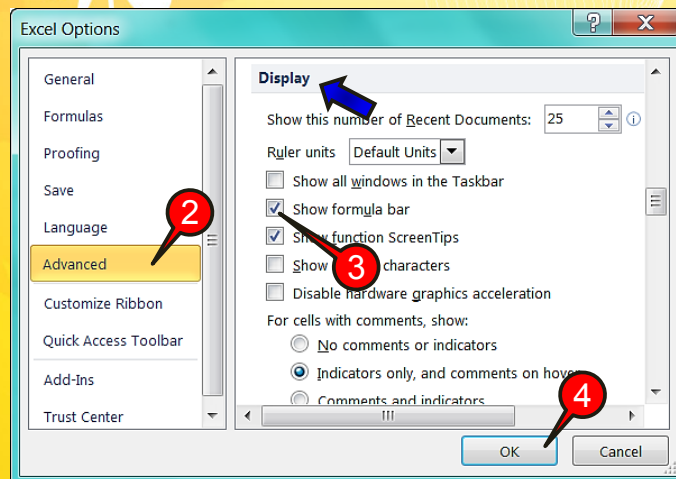 Excel Options
General
Formulas
Proofing
Save
Language
Advanced
Customize Ribbon
Quick Access Toolbar
Add-Ins
Trust Center
2
Display
Show this number of Recent Documents: 25
Ruler units Default Units
Show all windows in the Taskbar
Show formula bar
Show function ScreenTips
Show characters
3
Disable hardware graphics acceleration
For cells with comments, show:
No comments or indicators
Indicators only, and comments on hover
Comments and indicators
4
OK Cancel